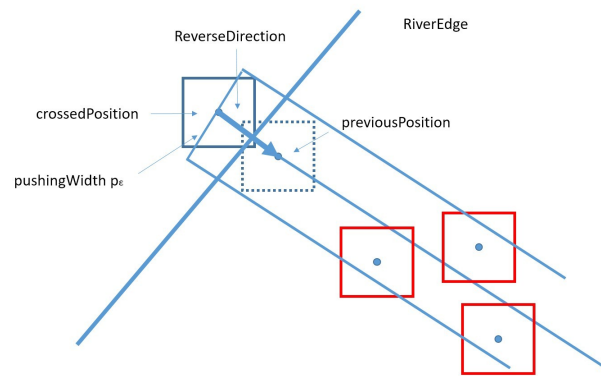 RiverEdge
ReverseDirection
crossedPosition
previousPosition
pushingWidth pε